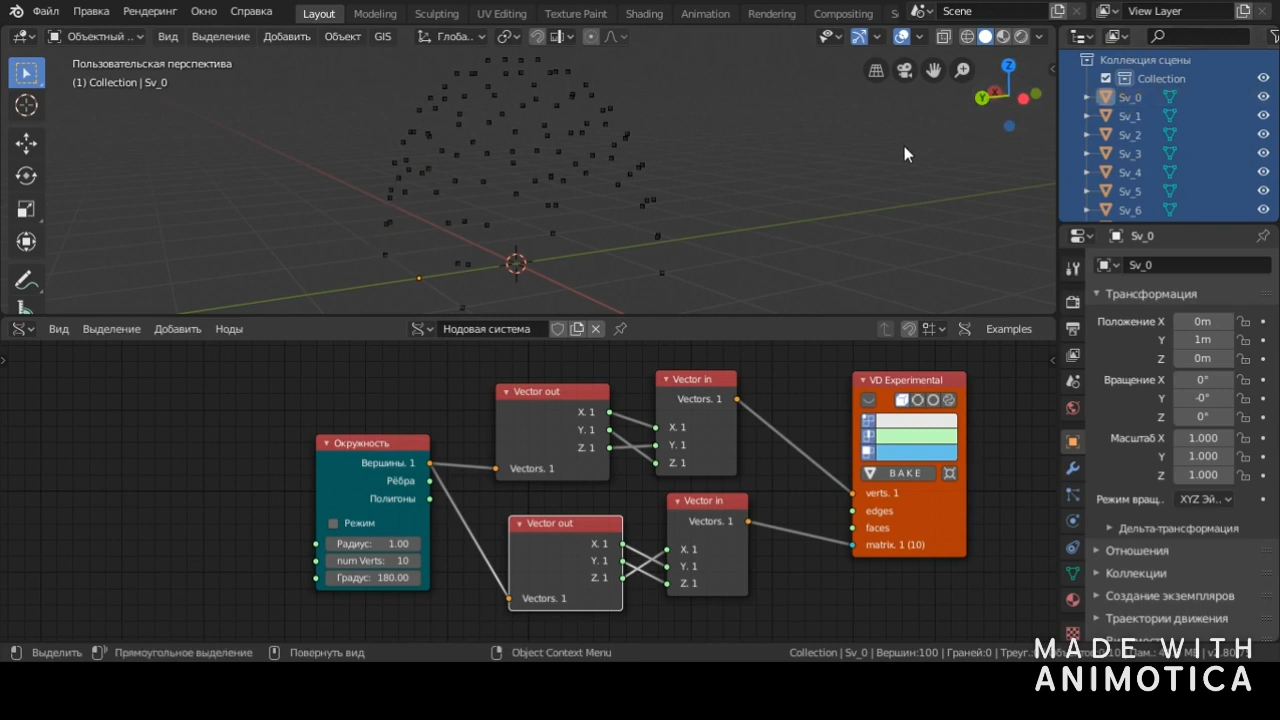 Файл Правка Рендеринг Окно Справка Layout Modeling Sculpting UV Editing Texture Paint Shading Animation Rendering Compositing Scene View Layer
Объектный .. Вид Выделение Добавить Объект GIS Глоба..
Пользовательская перспектива
(1) Collection | Sv_0
Z
Y
X
Коллекция сцены
Collection
Sv_0
Sv_1
Sv_2
Sv_3
Sv_4
Sv_5
Sv_6
Sv_0
Sv_0
Трансформация
Положение X 0m
Y 1m
Z 0m
Вращение X 0°
Y -0°
Z 0°
Масштаб X 1.000
Y 1.000
Z 1.000
Режим вращ.. XYZ Эй..
Дельта-трансформация
Отношения
Коллекции
Создание экземпляров
Траектории движения
Вид Выделение Добавить Ноды Нодовая система Examples
Окружность
Вершины. 1
Рёбра
Полигоны
Режим
Радиус: 1.00
num Verts: 10
Градус: 180.00
Vector out
X. 1
Y. 1
Z. 1
Vectors. 1
Vector in
Vectors. 1
X. 1
Y. 1
Z. 1
Vector out
X. 1
Y. 1
Z. 1
Vectors. 1
Vector in
Vectors. 1
X. 1
Y. 1
Z. 1
VD Experimental
BAKE
verts. 1
edges
faces
matrix. 1 (10)
Выделить Прямоугольное выделение Повернуть вид Object Context Menu Collection | Sv_0 | Вершин:100 | Граней:0 | Треуг.
MADE WITH
ANIMOTICA